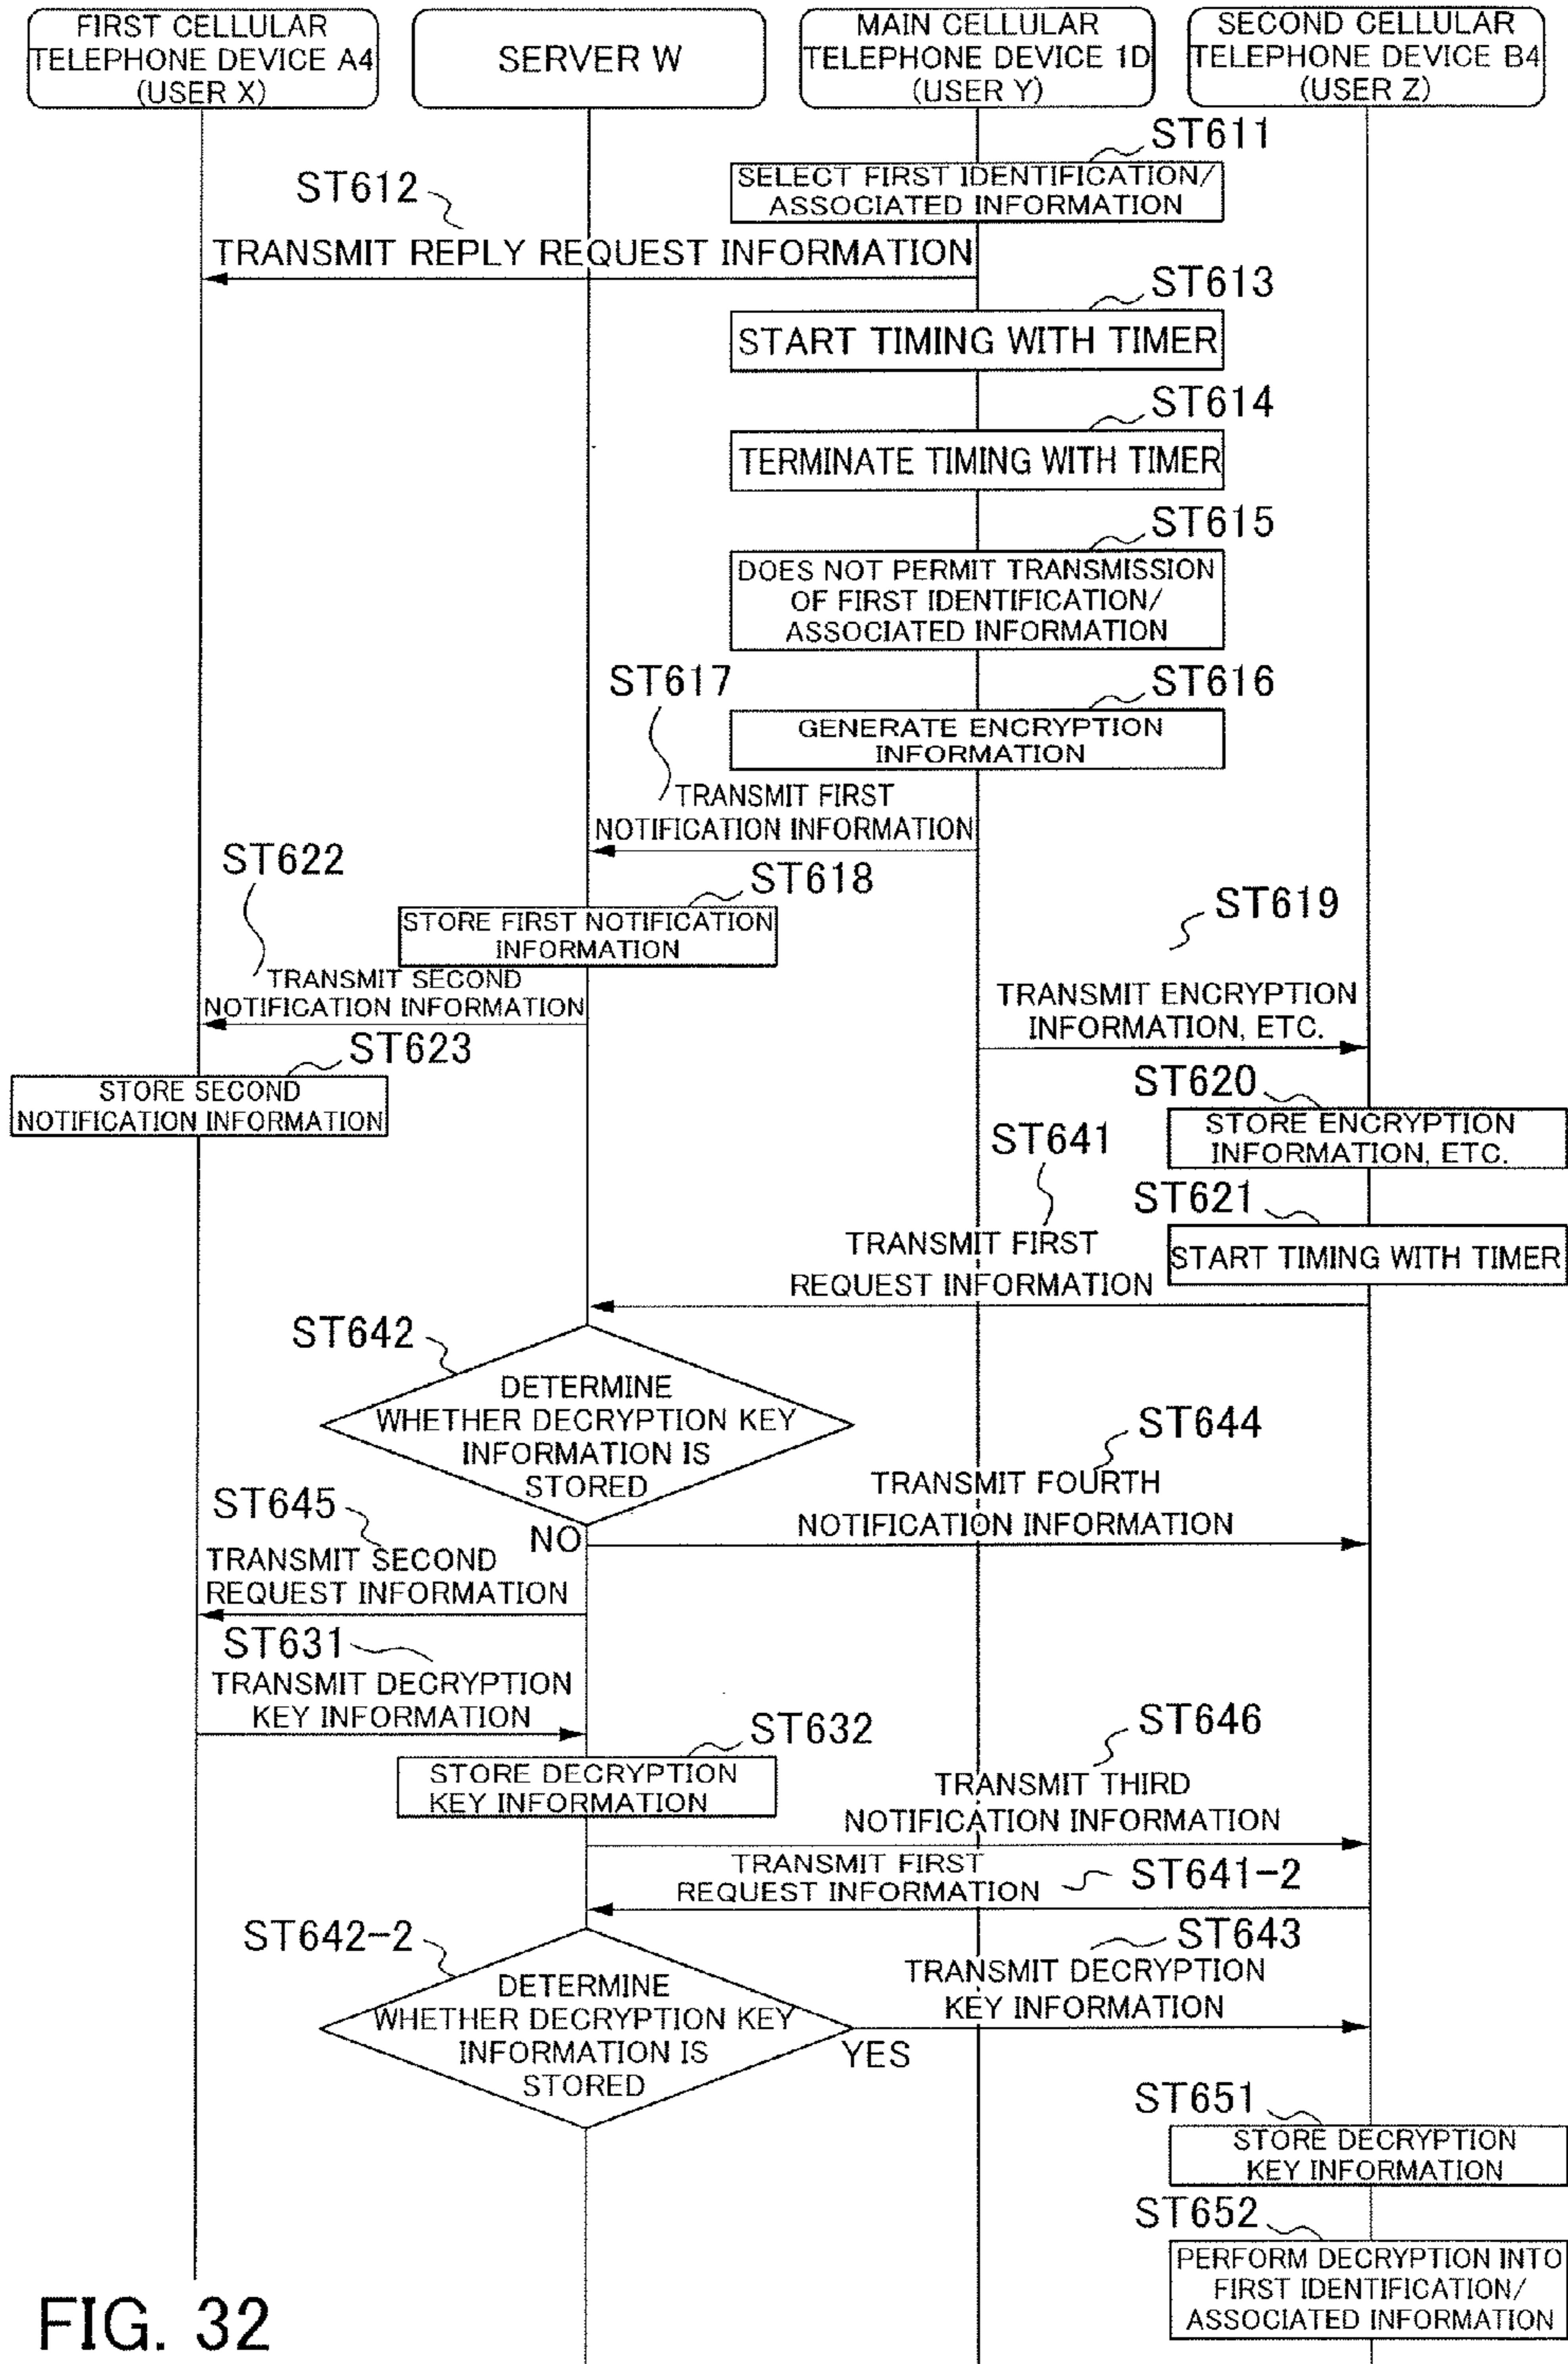 FIRST CELLULAR
TELEPHONE DEVICE A4
(USER X)
SERVER W
MAIN CELLULAR
TELEPHONE DEVICE 1D
(USER Y)
SECOND CELLULAR
TELEPHONE DEVICE B4
(USER Z)
ST611
SELECT FIRST IDENTIFICATION/
ASSOCIATED INFORMATION
ST612
TRANSMIT REPLY REQUEST INFORMATION
ST613
START TIMING WITH TIMER
ST614
TERMINATE TIMING WITH TIMER
ST615
DOES NOT PERMIT TRANSMISSION
OF FIRST IDENTIFICATION/
ASSOCIATED INFORMATION
ST616
GENERATE ENCRYPTION
INFORMATION
ST617
TRANSMIT FIRST
NOTIFICATION INFORMATION
ST618
STORE FIRST NOTIFICATION
INFORMATION
ST622
TRANSMIT SECOND
NOTIFICATION INFORMATION
ST619
TRANSMIT ENCRYPTION
INFORMATION, ETC.
ST623
STORE SECOND
NOTIFICATION INFORMATION
ST620
STORE ENCRYPTION
INFORMATION, ETC.
ST621
START TIMING WITH TIMER
ST641
TRANSMIT FIRST
REQUEST INFORMATION
ST642
DETERMINE
WHETHER DECRYPTION KEY
INFORMATION IS
STORED
NO
ST644
TRANSMIT FOURTH
NOTIFICATION INFORMATION
ST645
TRANSMIT SECOND
REQUEST INFORMATION
ST631
TRANSMIT DECRYPTION
KEY INFORMATION
ST632
STORE DECRYPTION
KEY INFORMATION
ST646
TRANSMIT THIRD
NOTIFICATION INFORMATION
TRANSMIT FIRST
REQUEST INFORMATION
ST641-2
ST642-2
DETERMINE
WHETHER DECRYPTION KEY
INFORMATION IS
STORED
YES
ST643
TRANSMIT DECRYPTION
KEY INFORMATION
ST651
STORE DECRYPTION
KEY INFORMATION
ST652
PERFORM DECRYPTION INTO
FIRST IDENTIFICATION/
ASSOCIATED INFORMATION
FIG. 32